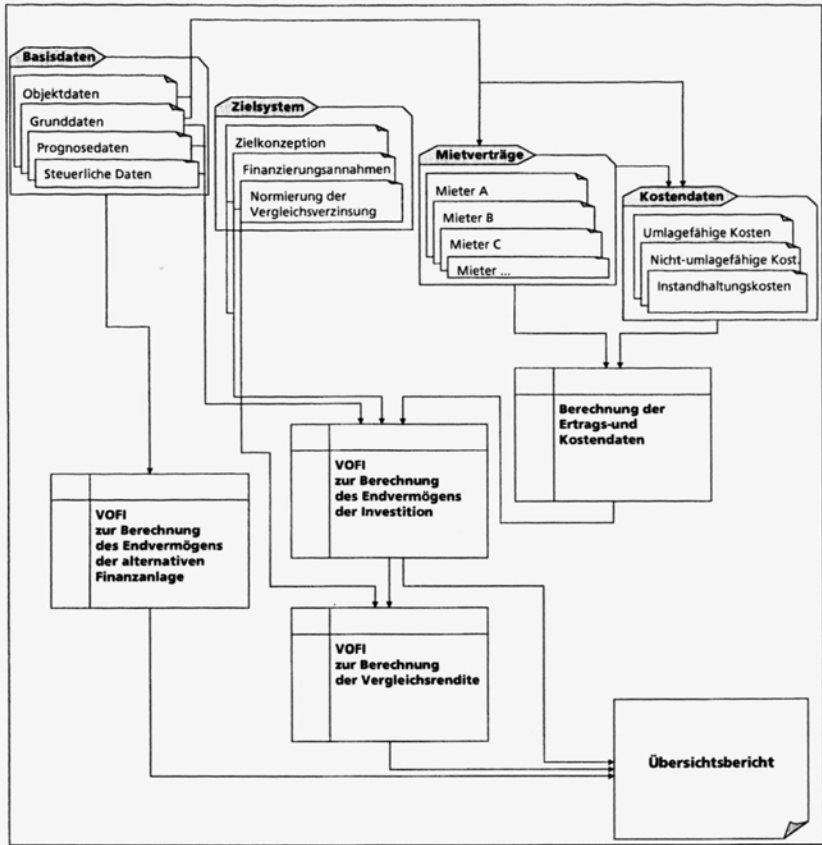 Basisdaten
Objektdaten
Grunddaten
Prognosedaten
Steuerliche Daten
Zielsystem
Zielkonzeption
Finanzierungsannahmen
Normierung der
Vergleichsverzinsung
Mietverträge
Mieter A
Mieter B
Mieter C
Mieter ...
Kostendaten
Umlagefähige Kosten
Nicht-umlagefähige Kost.
Instandhaltungskosten
Berechnung der
Ertrags-und
Kostendaten
VOFI
zur Berechnung
des Endvermögens
der Investition
VOFI
zur Berechnung
des Endvermögens
der alternativen
Finanzanlage
VOFI
zur Berechnung
der Vergleichsrendite
Übersichtsbericht